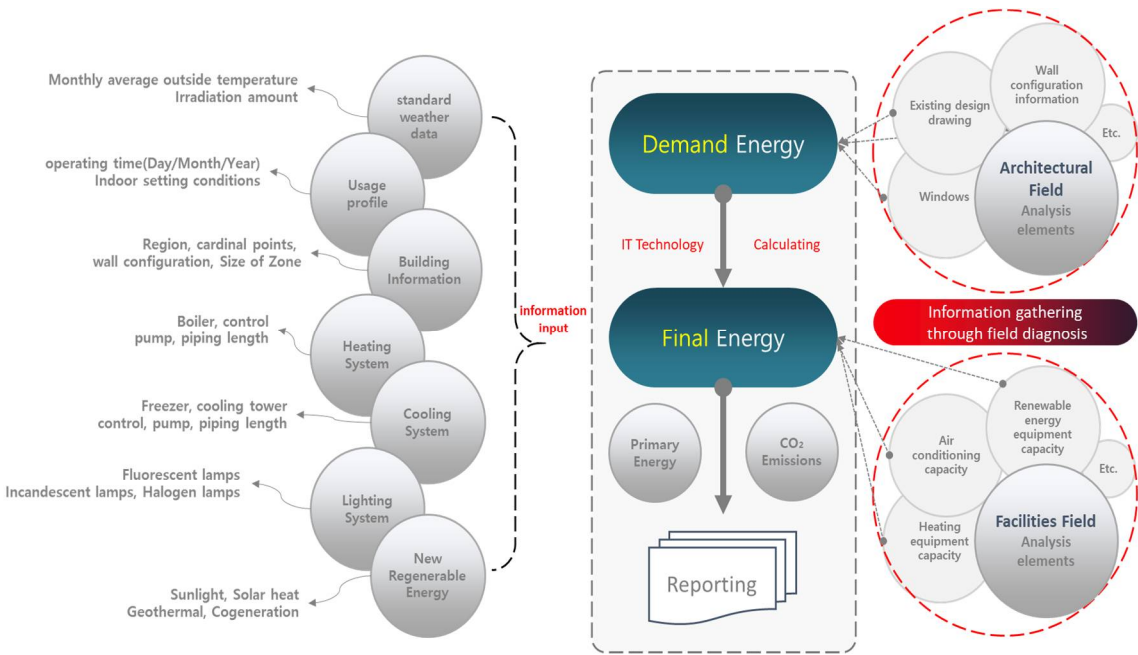 Monthly average outside temperature
Irradiation amount
standard
weather
data
operating time(Day/Month/Year)
Indoor setting conditions
Usage
profile
Region, cardinal points,
wall configuration, Size of Zone
Building
Information
Boiler, control
pump, piping length
Heating
System
Freezer, cooling tower
control, pump, piping length
Cooling
System
Fluorescent lamps
Incandescent lamps, Halogen lamps
Lighting
System
New
Regenerable
Energy
Sunlight, Solar heat
Geothermal, Cogeneration
information
input
Demand Energy
IT Technology
Calculating
Final Energy
Primary
Energy
CO₂
Emissions
Reporting
Wall
configuration
information
Existing design
drawing
Etc.
Windows
Architectural
Field
Analysis
elements
Information gathering
through field diagnosis
Renewable
energy
equipment
capacity
Air
conditioning
capacity
Etc.
Heating
equipment
capacity
Facilities Field
Analysis
elements